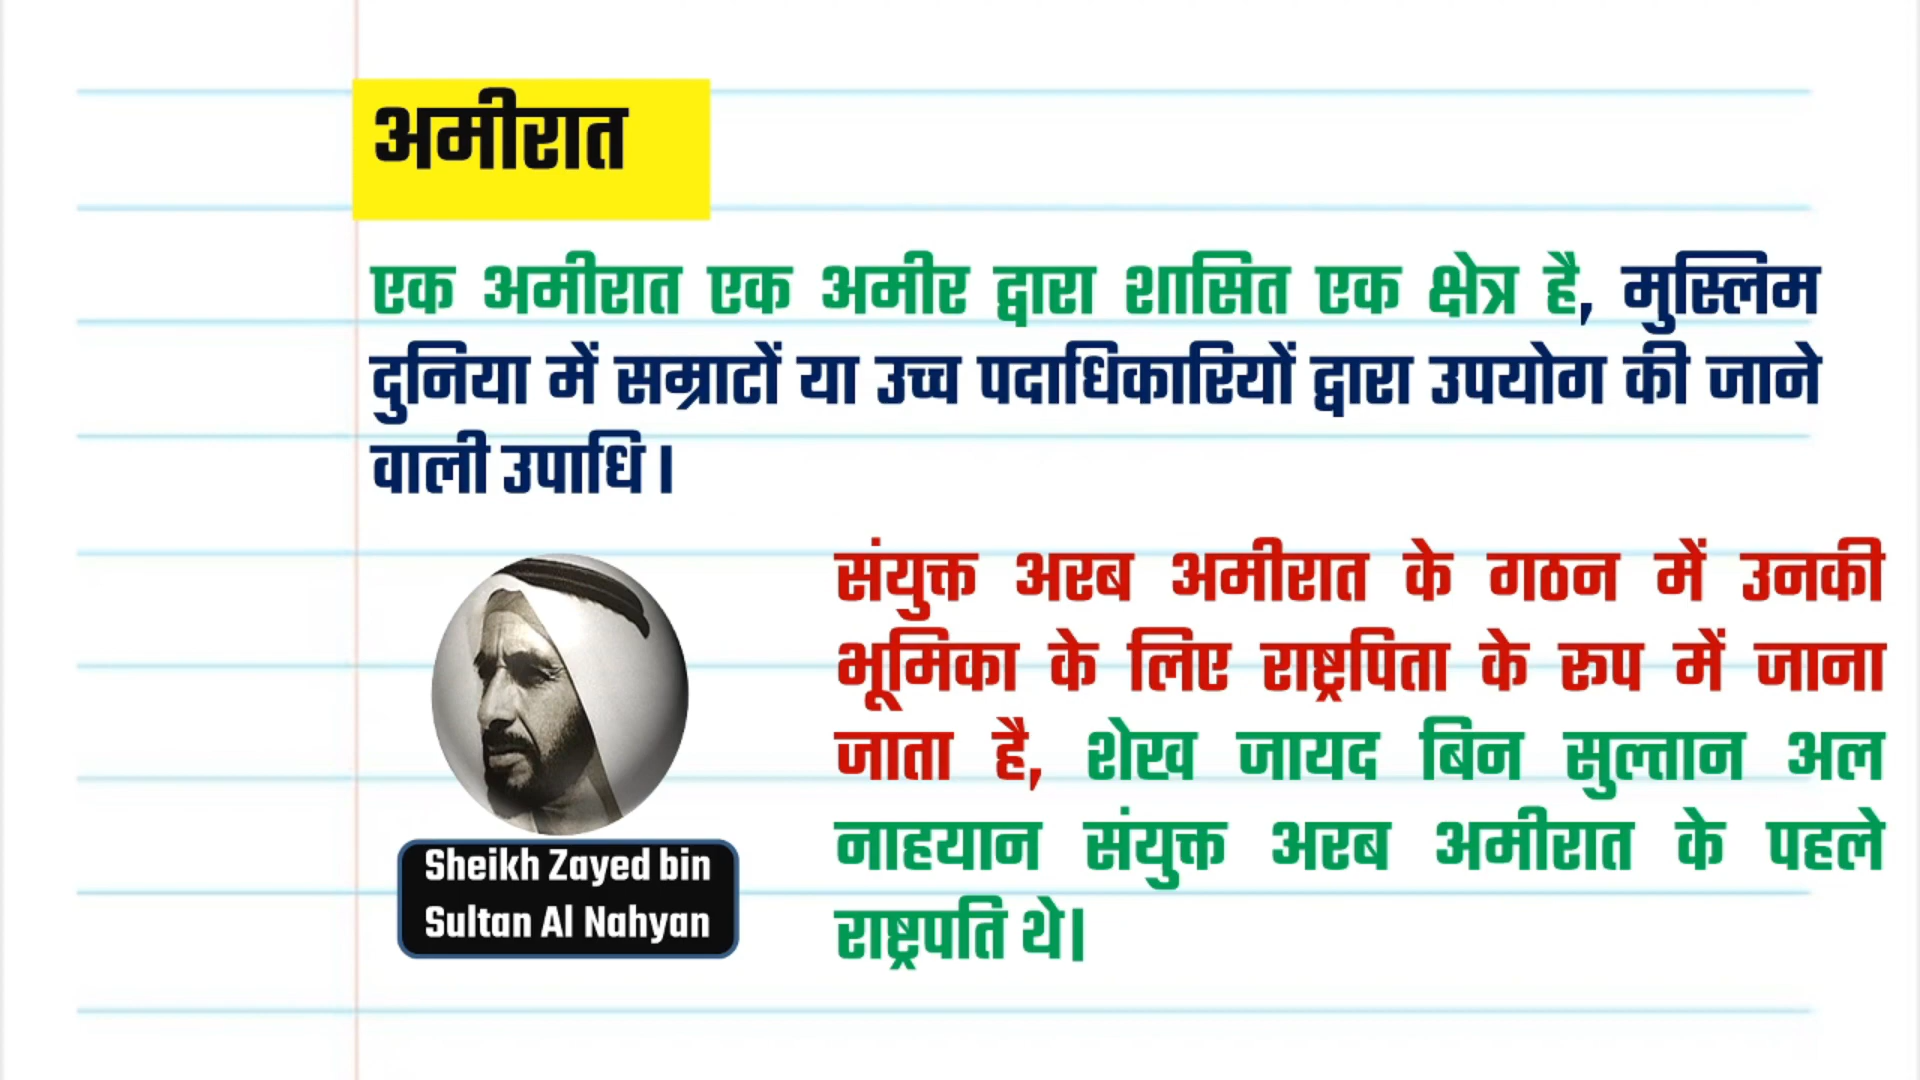 अमीरात
एक अमीरात एक अमीर द्वारा शासित एक क्षेत्र है, मुस्लिम
दुनिया में सम्राटों या उच्च पदाधिकारियों द्वारा उपयोग की जाने
वाली उपाधि।
संयुक्त अरब अमीरात के गठन में उनकी
भूमिका के लिए राष्ट्रपिता के रूप में जाना
जाता है, शेख जायद बिन सुल्तान अल
नाहयान संयुक्त अरब अमीरात के पहले
राष्ट्रपति थे|
Sheikh Zayed bin
Sultan Al Nahyan